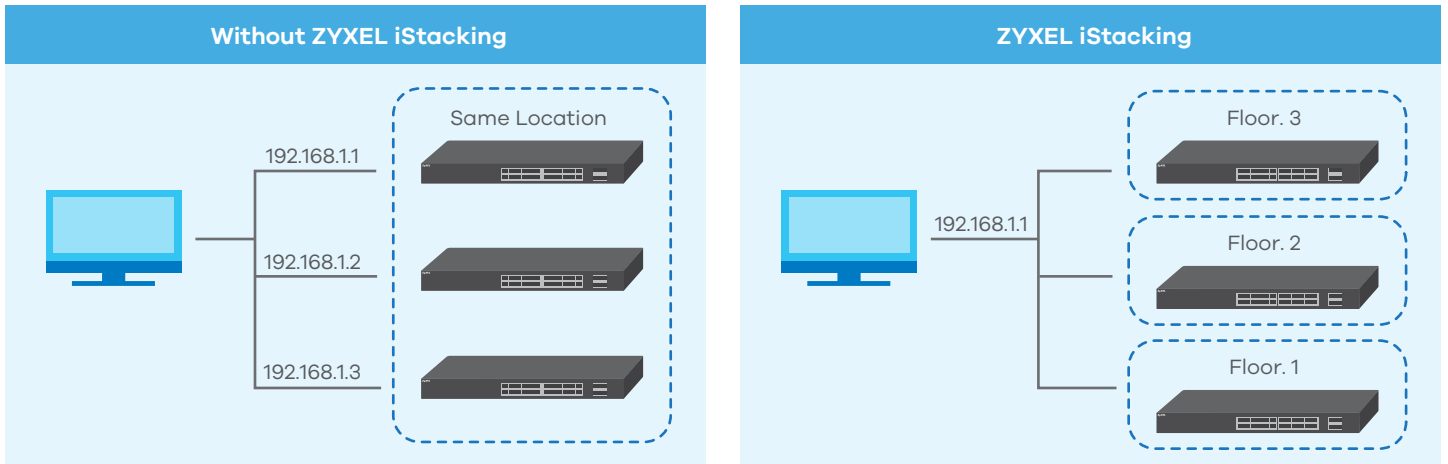 Without ZYXEL iStacking
Same Location
192.168.1.1
192.168.1.2
192.168.1.3
ZYXEL iStacking
Floor. 3
192.168.1.1
Floor. 2
Floor. 1